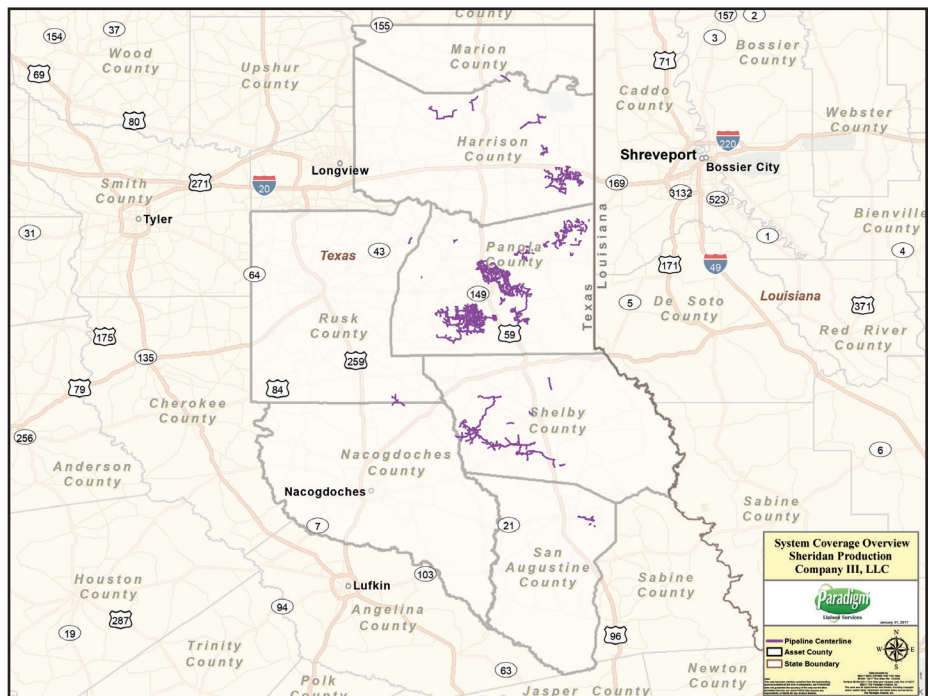 County
155
157
2
154
37
3
Wood
County
Marion
County
Bossier
County
71
69
Upshur
County
Caddo
County
80
Webster
County
Harrison
County
220
Shreveport
Bossier City
Longview
Smith
County
271
20
169
3132
523
Tyler
Bienville
County
31
1
4
43
Panola
County
Texas
Louisiana
Texas
171
49
64
149
5
De Soto
County
Louisiana
371
Rusk
County
59
Red River
County
175
135
259
79
84
Cherokee
County
Shelby
County
256
6
Nacogdoches
County
Anderson
County
Nacogdoches
Sabine
County
7
21
System Coverage Overview
Sheridan Production
Company III, LLC
San
Augustine
County
Houston
County
103
Sabine
County
Lufkin
Paradigm
Liaison Services
January 31, 2017
94
287
Angelina
County
19
96
Pipeline Centerline
Asset County
State Boundary
N
W
E
S
Trinity
County
63
Newton
County
Polk
County
Jasper County